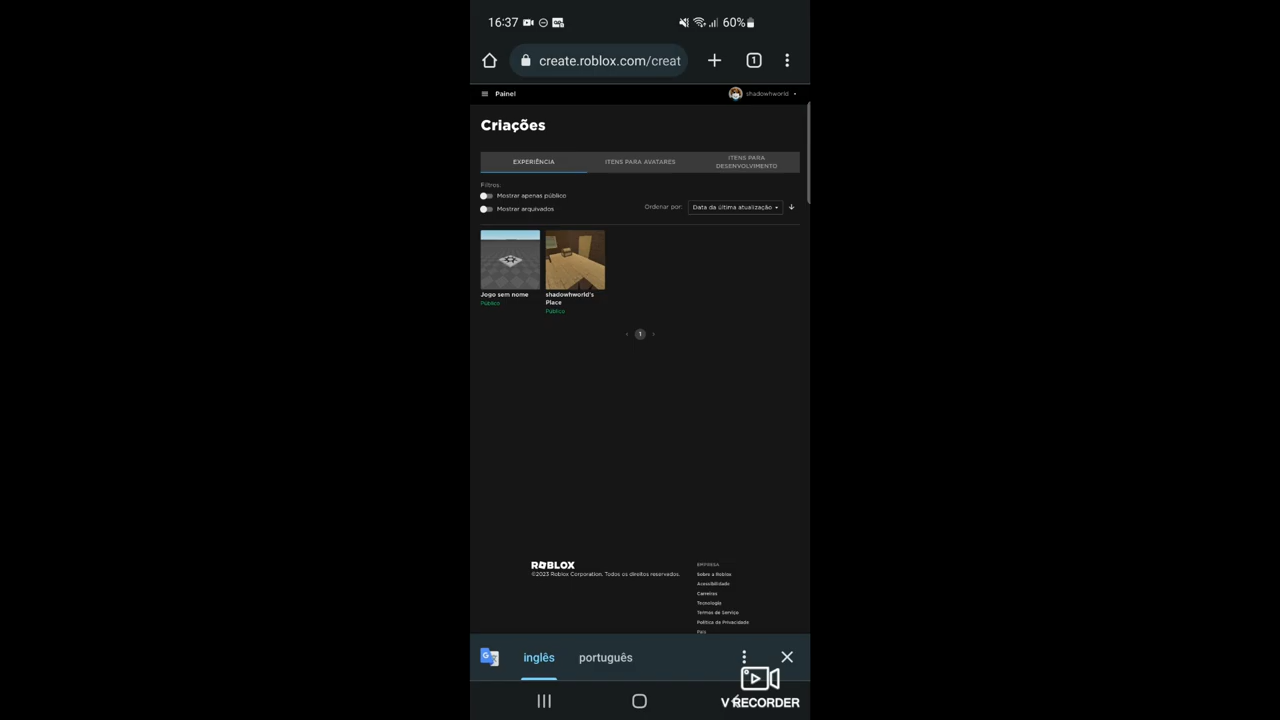 16:37
60%
create.roblox.com/creat
1
Painel
shadowhworld
Criações
EXPERIÊNCIA
ITENS PARA AVATARES
ITENS PARA
DESENVOLVIMENTO
Filtros:
Mostrar apenas público
Mostrar arquivados
Ordenar por:
Data da última atualização
Jogo sem nome
Público
shadowhworld's
Place
Público
1
ROBLOX
©2023 Roblox Corporation. Todos os direitos reservados.
EMPRESA
Sobre a Roblox
Acessibilidade
Carreiras
Tecnologia
Termos de Serviço
Política de Privacidade
Pais
inglês
português
V RECORDER